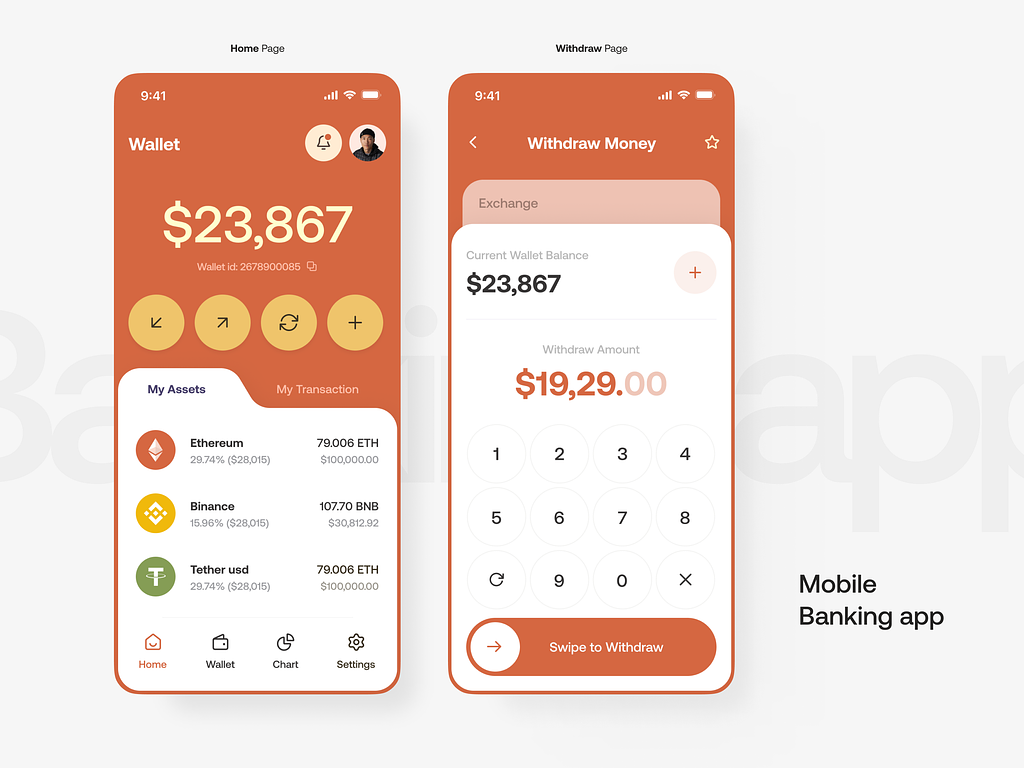 Home Page
9:41
Wallet
$23,867
Wallet id: 2678900085
My Assets
My Transaction
Ethereum
79.006 ETH
29.74% ($28,015)
$100,000.00
Binance
107.70 BNB
15.96% ($28,015)
$30,812.92
Tether usd
79.006 ETH
29.74% ($28,015)
$100,000.00
Home
Wallet
Chart
Settings
Withdraw Page
9:41
Withdraw Money
Exchange
Current Wallet Balance
$23,867
Withdraw Amount
$19,29.00
1 2 3 4
5 6 7 8
9 0
Swipe to Withdraw
Mobile
Banking app